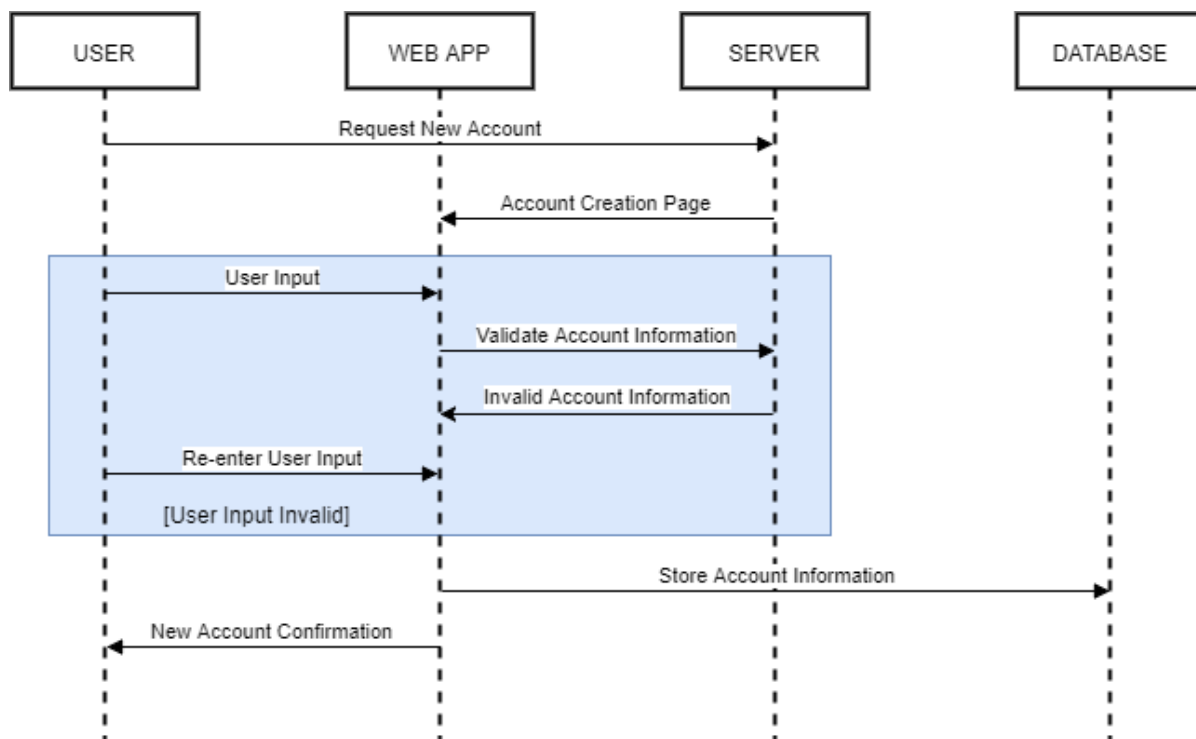 USER
WEB APP
SERVER
DATABASE
Request New Account
Account Creation Page
User Input
Validate Account Information
Invalid Account Information
Re-enter User Input
[User Input Invalid]
Store Account Information
New Account Confirmation